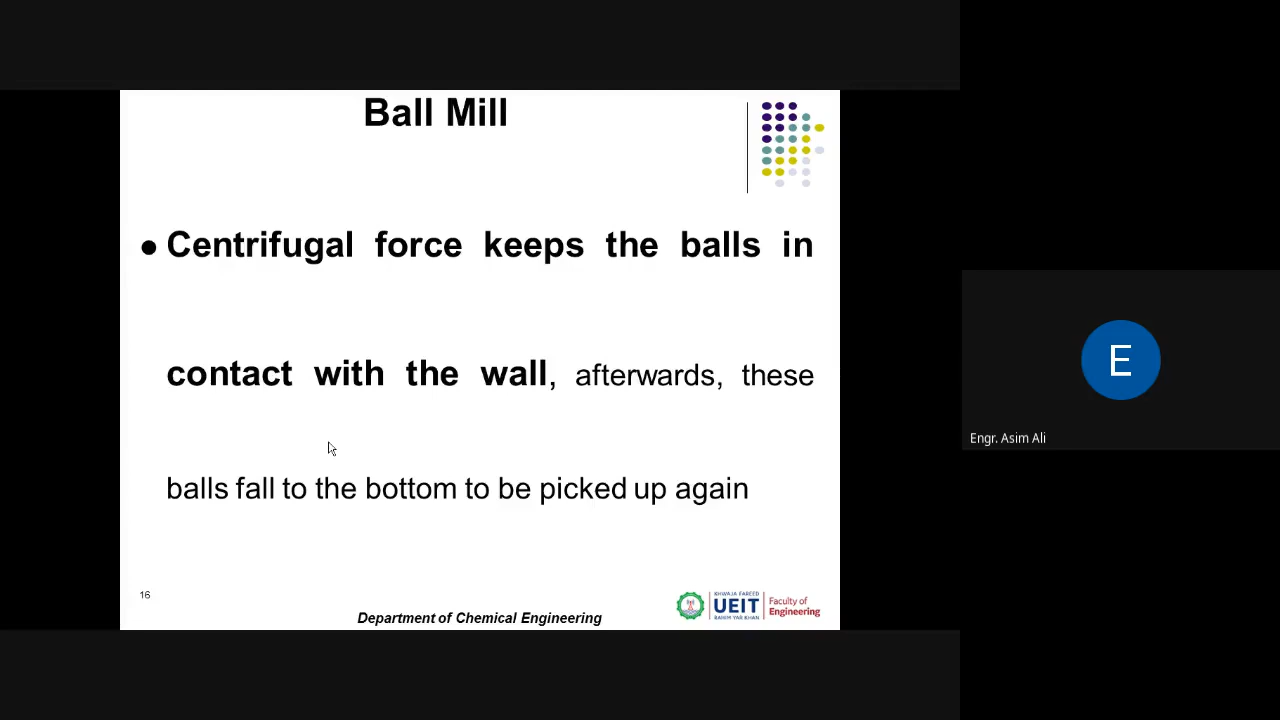 Ball Mill
● Centrifugal force keeps the balls in
contact with the wall, afterwards, these
balls fall to the bottom to be picked up again
16
Department of Chemical Engineering
KHWAJA FAREED
UEIT
RAHIM YAR KHAN
Faculty of
Engineering
E
Engr. Asim Ali